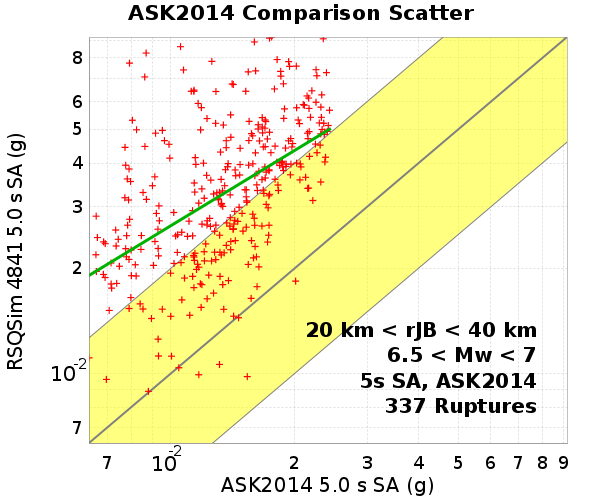 ASK2014 Comparison Scatter
RSQSim 4841 5.0 s SA (g)
8
7
6
5
4
3
2
10-2
7
20 km < rJB < 40 km
6.5 < Mw < 7
5s SA, ASK2014
337 Ruptures
7 10-2 2 3 4 5 6 7 8 9
ASK2014 5.0 s SA (g)